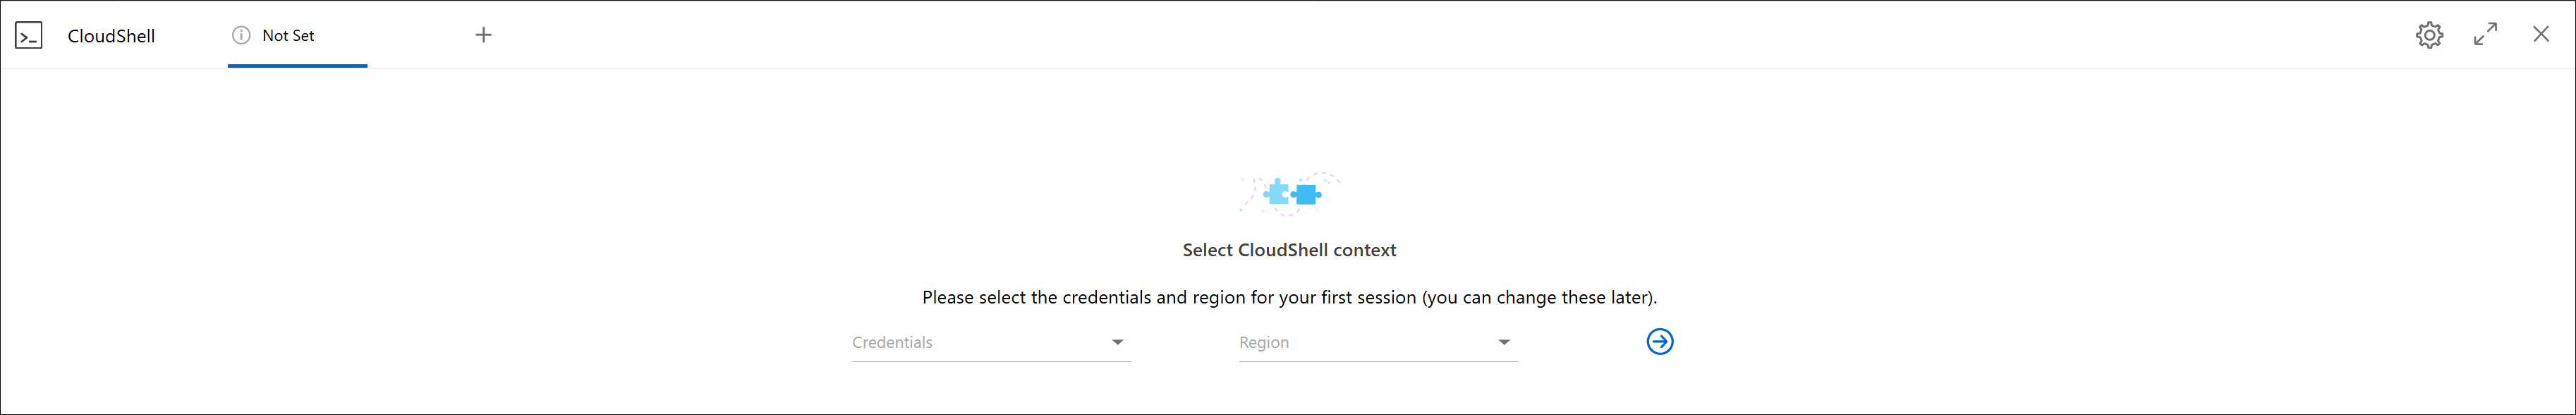 CloudShell
Not Set
Select CloudShell context
Please select the credentials and region for your first session (you can change these later).
Credentials
Region